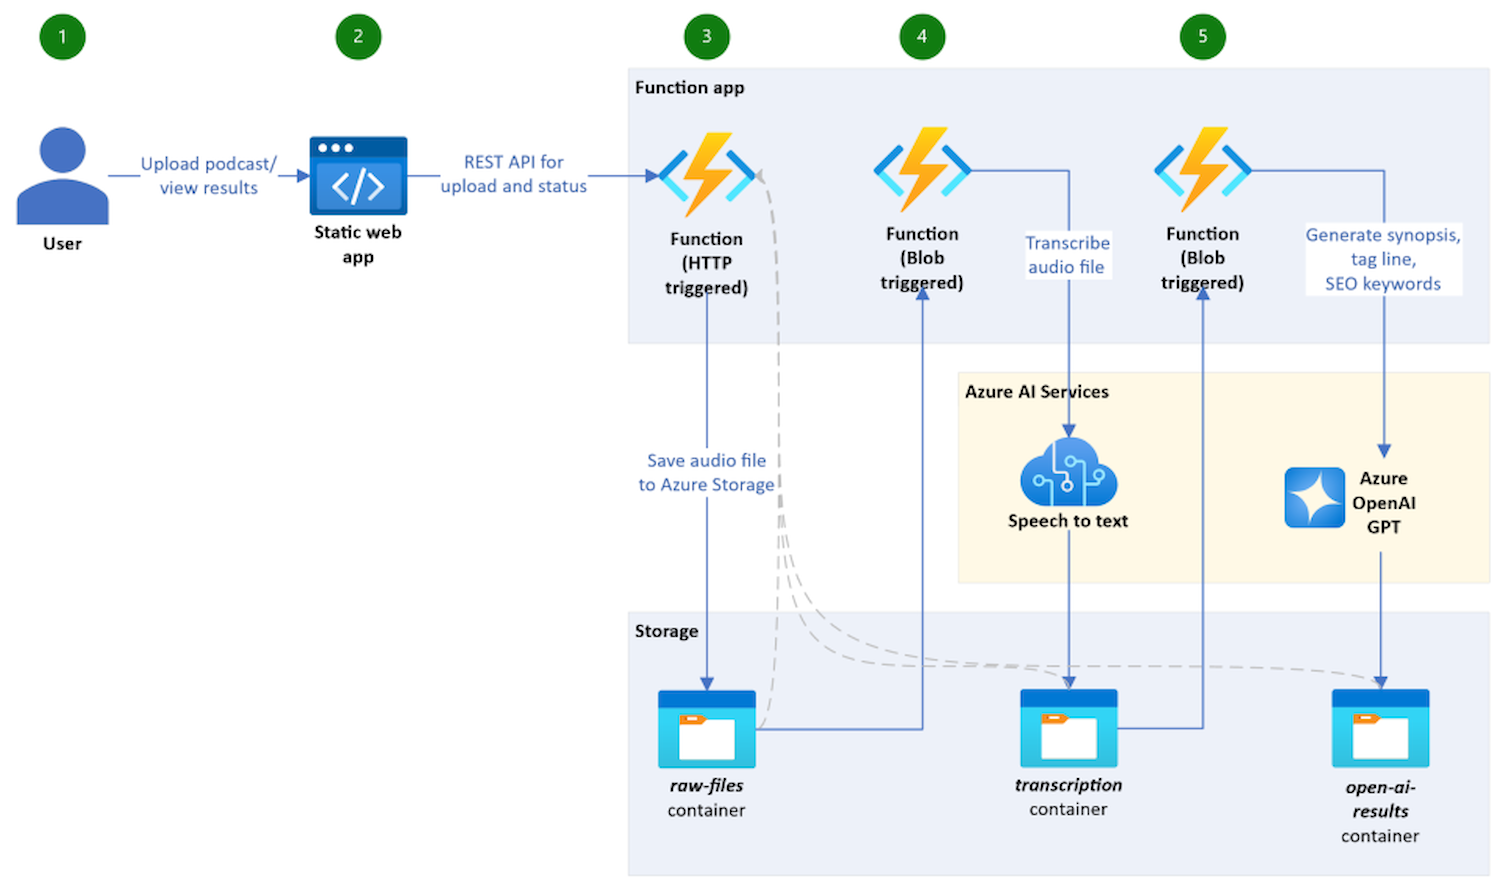 1
2
3
4
5
Function app
Upload podcast/
view results
REST API for
upload and status
User
Static web
app
Function
(HTTP
triggered)
Function
(Blob
triggered)
Transcribe
audio file
Function
(Blob
triggered)
Generate synopsis,
tag line,
SEO keywords
Azure AI Services
Save audio file
to Azure Storage
Speech to text
Azure
OpenAI
GPT
Storage
raw-files
container
transcription
container
open-ai-
results
container